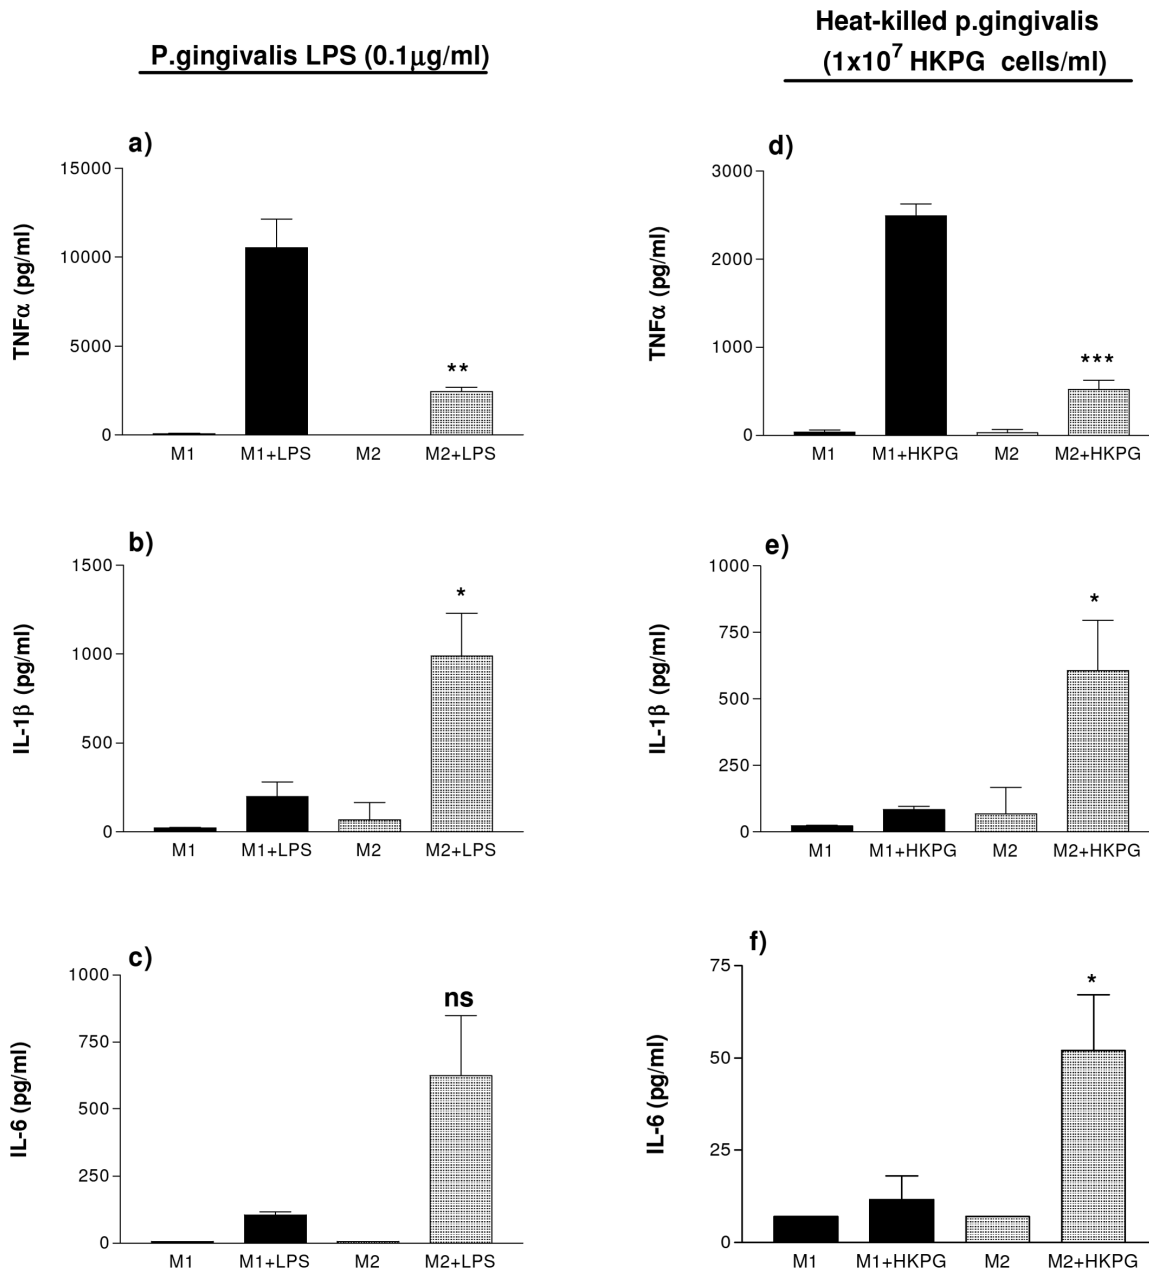 P.gingivalis LPS (0.1μg/ml)
Heat-killed p.gingivalis
(1x10⁷ HKPG cells/ml)
a)
TNFα (pg/ml)
15000
10000
5000
0
**
M1 M1+LPS M2 M2+LPS
d)
TNFα (pg/ml)
3000
2000
1000
0
***
M1 M1+HKPG M2 M2+HKPG
b)
IL-1β (pg/ml)
1500
1000
500
0
*
M1 M1+LPS M2 M2+LPS
e)
IL-1β (pg/ml)
1000
750
500
250
0
*
M1 M1+HKPG M2 M2+HKPG
c)
IL-6 (pg/ml)
1000
750
500
250
0
ns
M1 M1+LPS M2 M2+LPS
f)
IL-6 (pg/ml)
75
50
25
0
*
M1 M1+HKPG M2 M2+HKPG